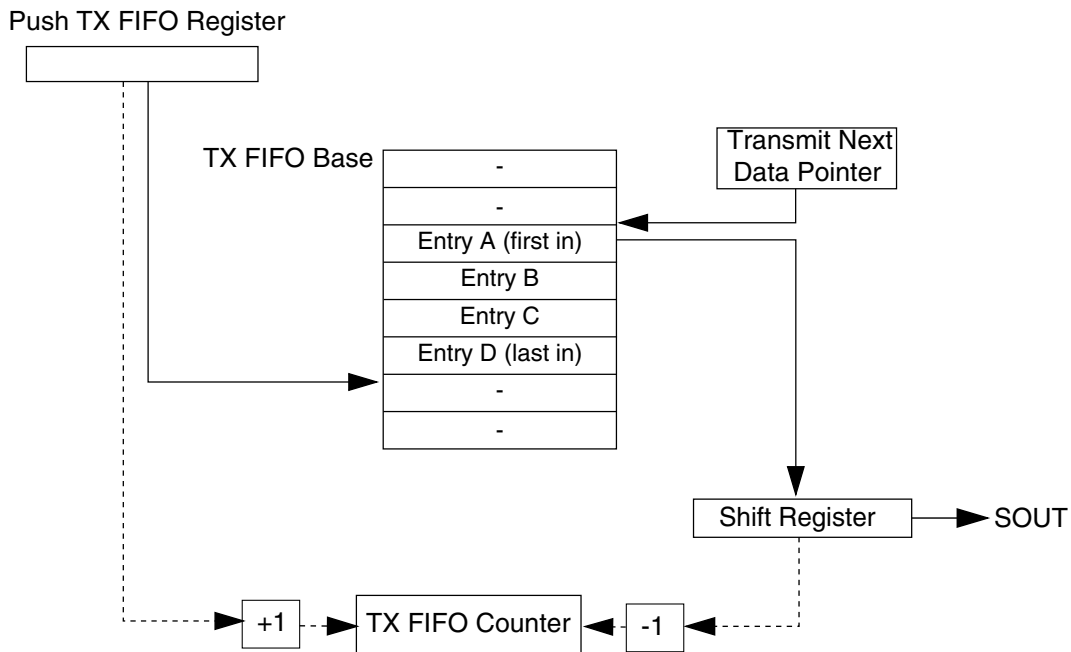 Push TX FIFO Register
TX FIFO Base
Transmit Next
Data Pointer
-
-
Entry A (first in)
Entry B
Entry C
Entry D (last in)
-
-
Shift Register
SOUT
+1
TX FIFO Counter
-1